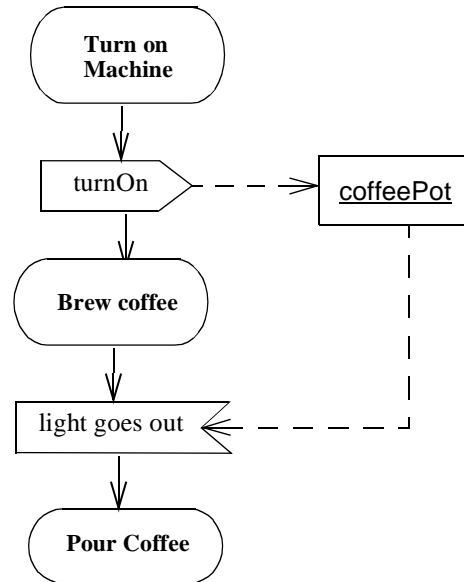 Turn on
Machine
turnOn
coffeePot
Brew coffee
light goes out
Pour Coffee